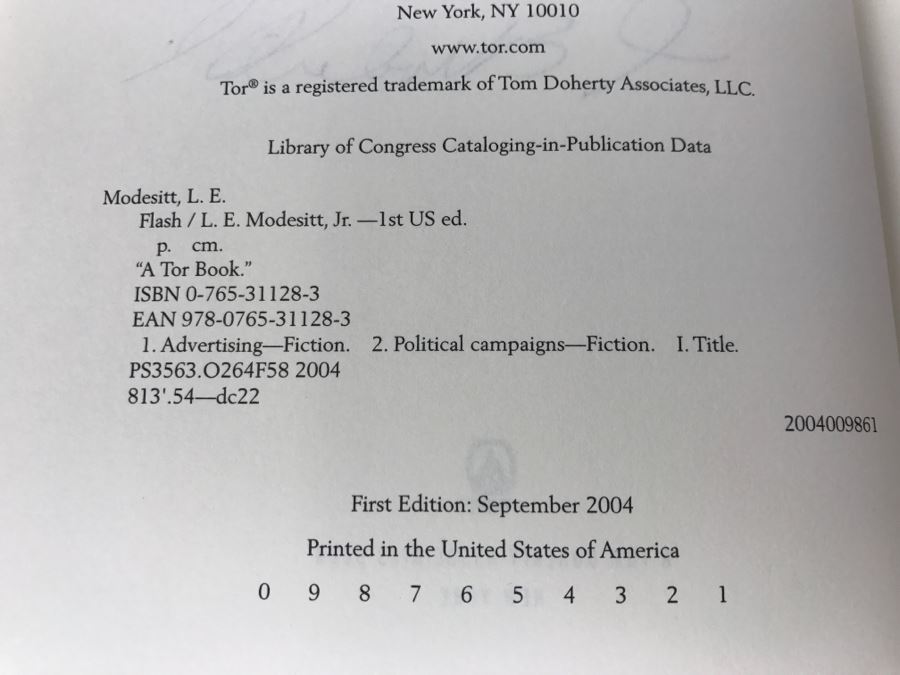 New York, NY 10010
www.tor.com
Tor® is a registered trademark of Tom Doherty Associates, LLC.
Library of Congress Cataloging-in-Publication Data
Modesitt, L. E.
Flash / L. E. Modesitt, Jr. —1st US ed.
p. cm.
"A Tor Book."
ISBN 0-765-31128-3
EAN 978-0765-31128-3
1. Advertising—Fiction. 2. Political campaigns—Fiction. I. Title.
PS3563.O264F58 2004
813'.54—dc22
2004009861
First Edition: September 2004
Printed in the United States of America
0 9 8 7 6 5 4 3 2 1